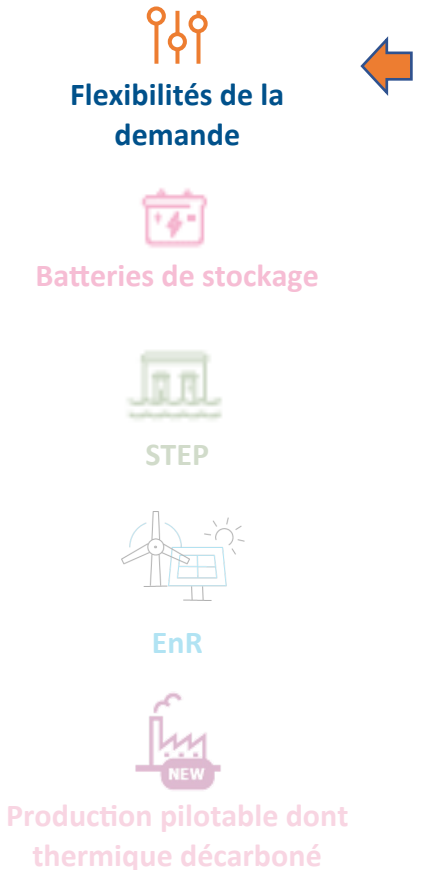 Flexibilités de la
demande
Batteries de stockage
STEP
EnR
NEW
Production pilotable dont
thermique décarboné